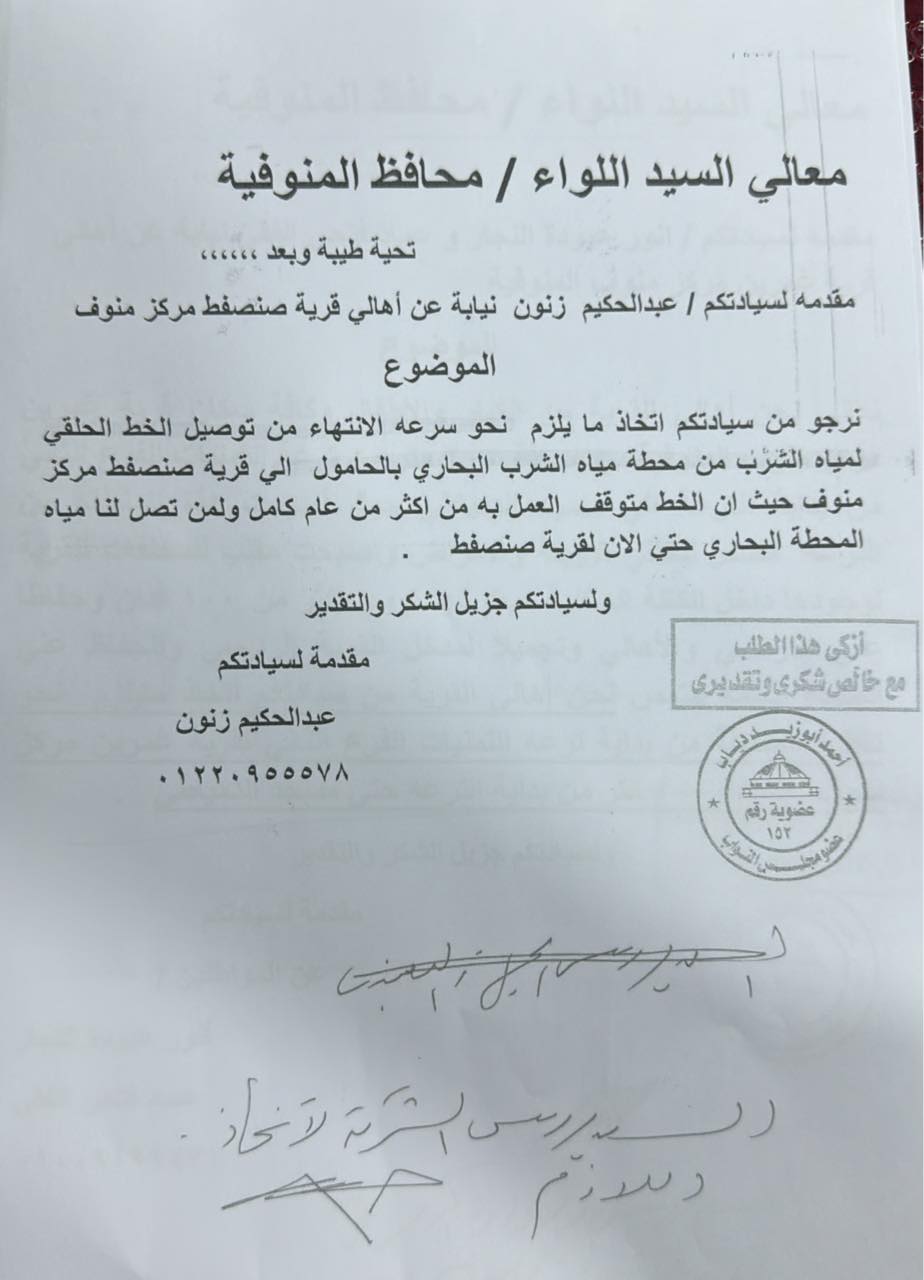 معالي السيد اللواء / محافظ المنوفية
تحية طيبة وبعد ،،،،،،
مقدمه لسيادتكم / عبدالحكيم زنون نيابة عن أهالي قرية صنصفط مركز منوف
الموضوع
نرجو من سيادتكم اتخاذ ما يلزم نحو سرعه الانتهاء من توصيل الخط الحلقي
لمياه الشرب من محطة مياه الشرب البحاري بالحامول الي قرية صنصفط مركز
منوف حيث ان الخط متوقف العمل به من اكثر من عام كامل ولمن تصل لنا مياه
المحطة البحاري حتي الان لقرية صنصفط .
ولسيادتكم جزيل الشكر والتقدير
مقدمة لسيادتكم
عبدالحكيم زنون
٠١٢٢٠٩٥٥٥٧٨
أزكى هذا الطلب
مع خالص شكرى وتقديرى
أحمد أبوزيد دياب
عضوية رقم
١٥٢
عضو مجلس النواب
السيد رئيس الشركة لاتخاذ
اللازم